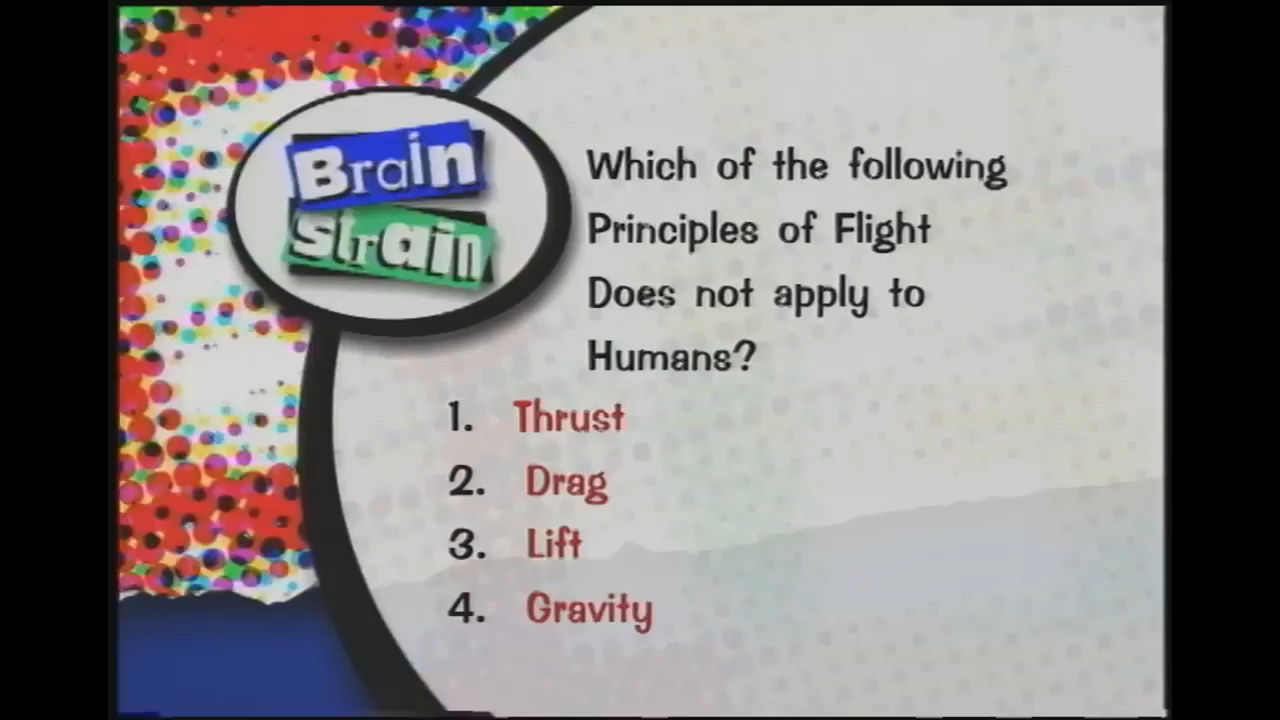 Brain
Strain
Which of the following
Principles of Flight
Does not apply to
Humans?
1. Thrust
2. Drag
3. Lift
4. Gravity